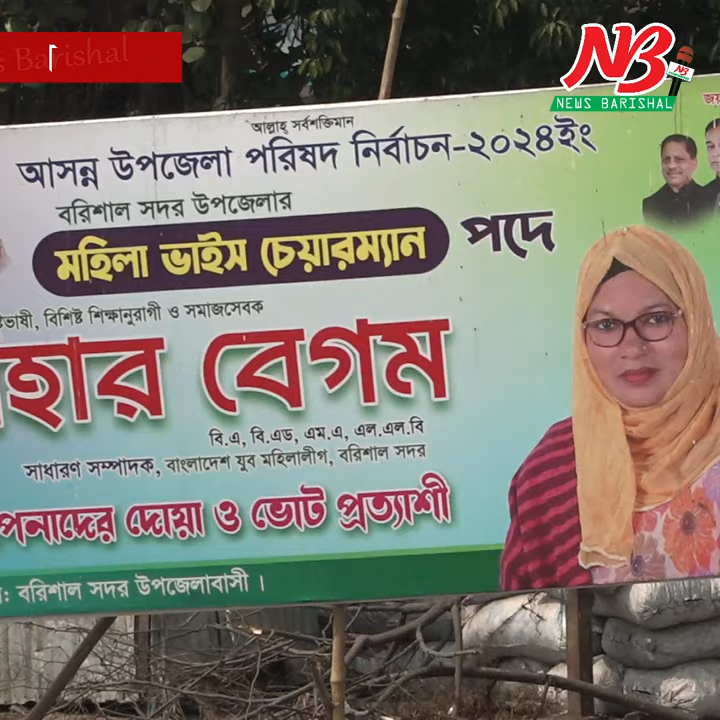 NB
NEWS BARISHAL
s Barishal
আল্লাহ্ সর্বশক্তিমান
আসন্ন উপজেলা পরিষদ নির্বাচন-২০২৪ইং
বরিশাল সদর উপজেলার
মহিলা ভাইস চেয়ারম্যান পদে
ভাষী, বিশিষ্ট শিক্ষানুরাগী ও সমাজসেবক
হার বেগম
বি.এ, বি.এড, এম.এ, এল.এল.বি
সাধারণ সম্পাদক, বাংলাদেশ যুব মহিলালীগ, বরিশাল সদর
পনাদের দোয়া ও ভোট প্রত্যাশী
: বরিশাল সদর উপজেলাবাসী।